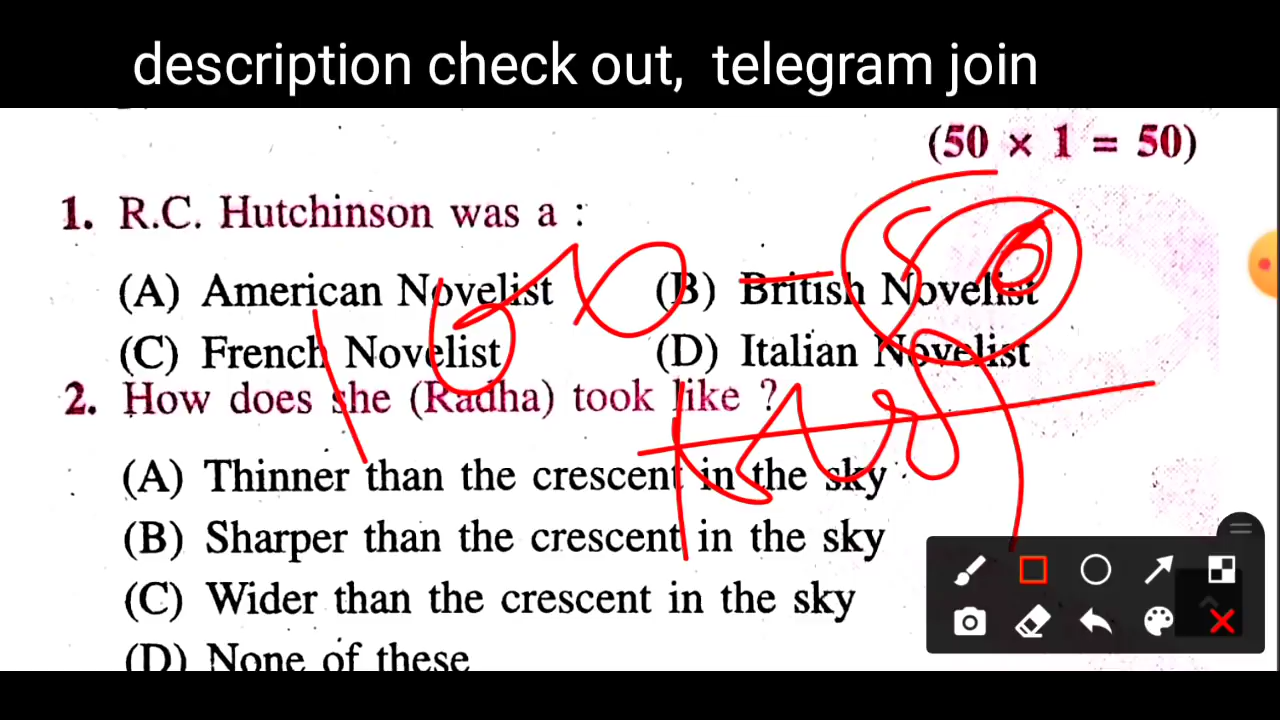 description check out, telegram join
(50 × 1 = 50)
1. R.C. Hutchinson was a :
(A) American Novelist (B) British Novelist
(C) French Novelist (D) Italian Novelist
2. How does she (Radha) took like ?
(A) Thinner than the crescent in the sky
(B) Sharper than the crescent in the sky
(C) Wider than the crescent in the sky
(D) None of these
100 - 50